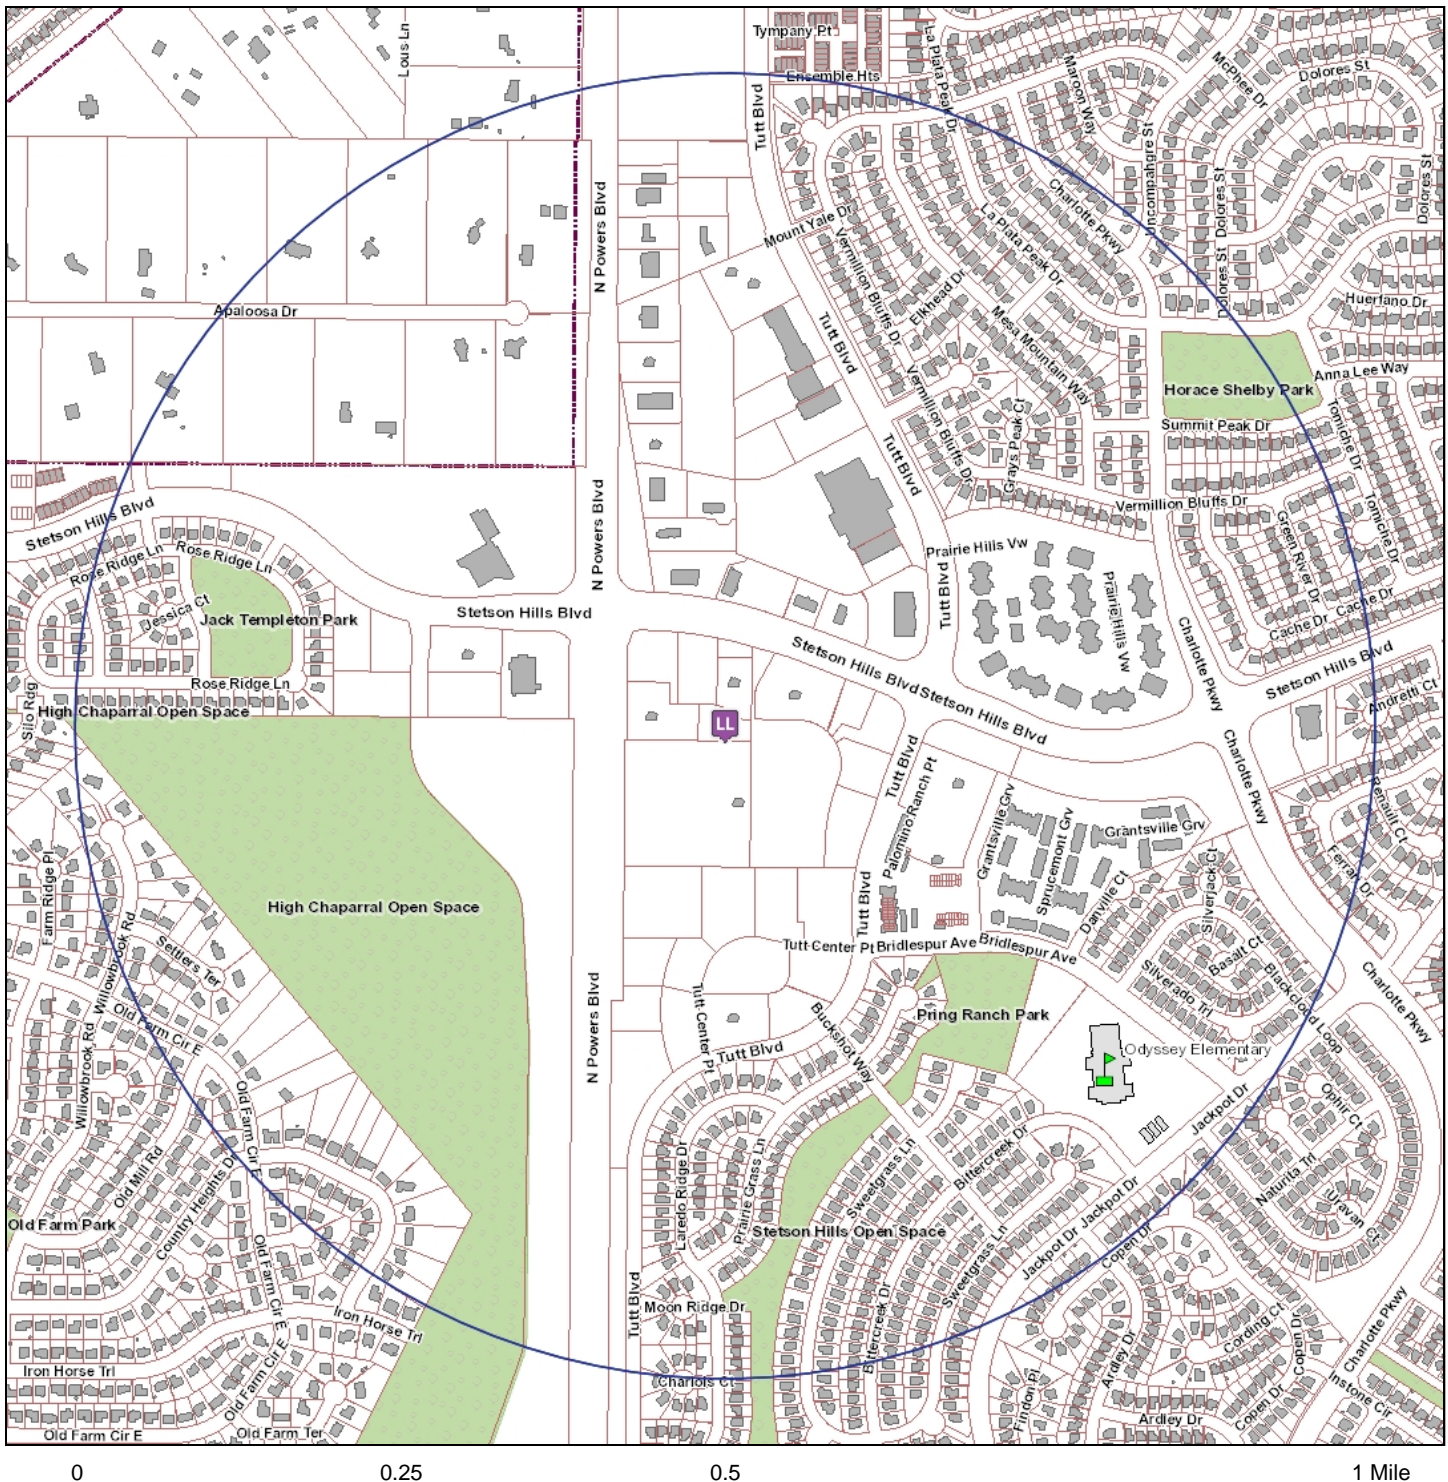 Tympany Pt
Louis Ln
La Plata Peak Dr
McPhee Dr
Dolores St
Ensemble Hts
Maroon Way
Tutt Blvd
Uncompahgre St
Dolores St
Dolores St
N Powers Blvd
Charlotte Pkwy
Mount Yale Dr
La Plata Peak Dr
Vermillion Bluffs Dr
Elkhead Dr
Dolores St
Huerfano Dr
Apaloosa Dr
Mesa Mountain Way
Tutt Blvd
Anna Lee Way
Horace Shelby Park
Vermillion Bluffs Dr
Summit Peak Dr
Grays Peak Ct
Tomiche Dr
Tutt Blvd
Vermillion Bluffs Dr
N Powers Blvd
Stetson Hills Blvd
Green River Dr
Tomiche Dr
Prairie Hills Vw
Rose Ridge Ln
Rose Ridge Ln
Tutt Blvd
Prairie Hills Vw
Cache Dr
Cache Dr
Jessica Ct
Stetson Hills Blvd
Jack Templeton Park
Stetson Hills Blvd
Stetson Hills Blvd
Charlotte Pkwy
Stetson Hills Blvd
Rose Ridge Ln
Andretti Ct
Silo Rdg
High Chaparral Open Space
LL
Tutt Blvd
Charlotte Pkwy
Palomino Ranch Pt
Grantsville Grv
Renault Ct
Sprucemont Grv
Grantsville Grv
Ferrari Dr
Farm Ridge Pl
High Chaparral Open Space
Tutt Blvd
Danville Ct
Silverjack Ct
Willowbrook Rd
Settlers Ter
Tutt Center Pt
Bridlespur Ave
Bridlespur Ave
Basalt Ct
Silverado Trl
Blackcloud Loop
Charlotte Pkwy
N Powers Blvd
Tutt Center Pt
Buckshot Way
Pring Ranch Park
Old Farm Cir E
Willowbrook Rd
Tutt Blvd
Odyssey Elementary
Old Farm Cir E
Jackpot Dr
Ophir Ct
Old Mill Rd
Country Heights Dr
Laredo Ridge Dr
Prairie Grass Ln
Sweetgrass Ln
Bittercreek Dr
Naturita Trl
Uravan Ct
Old Farm Park
Stetson Hills Open Space
Jackpot Dr
Jackpot Dr
Copen Dr
Sweetgrass Ln
Old Farm Cir E
Tutt Blvd
Moon Ridge Dr
Bittercreek Dr
Iron Horse Trl
Cording Ct
Copen Dr
Charlotte Pkwy
Ardley Dr
Iron Horse Trl
Old Farm Cir E
Chariots Ct
Findon Pl
Instone Cir
Copen Dr
Ardley Dr
Old Farm Cir E
Old Farm Ter
0 0.25 0.5 1 Mile